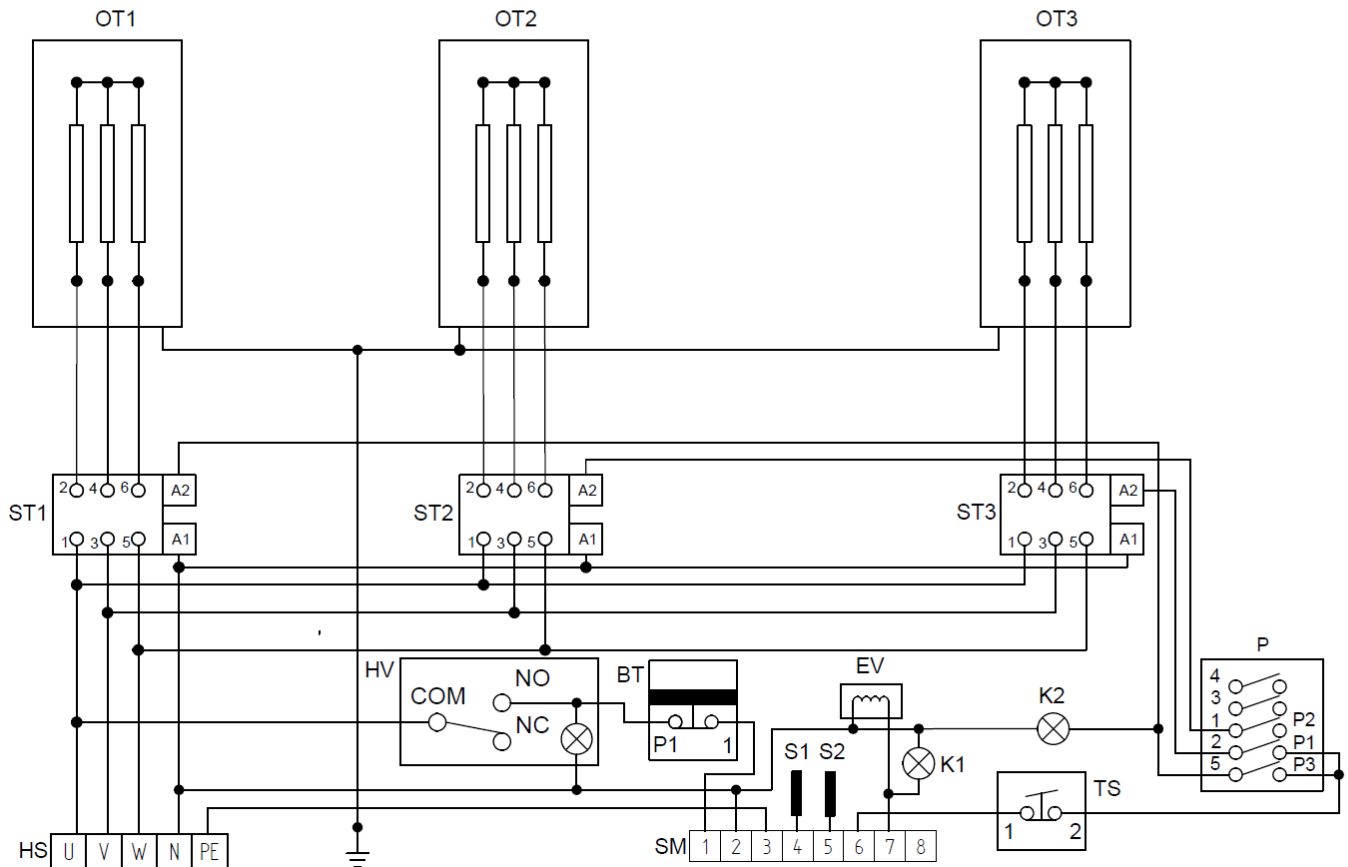 OT1 OT2 OT3
2 4 6 A2 2 4 6 A2 2 4 6 A2
ST1 ST2 ST3
1 3 5 A1 1 3 5 A1 1 3 5 A1
HV NO BT EV P
COM K2 4
NC 3
P1 1 S1 S2 K1 1 P2
2 P1
5 P3
TS
1 2
HS U V W N PE SM 1 2 3 4 5 6 7 8